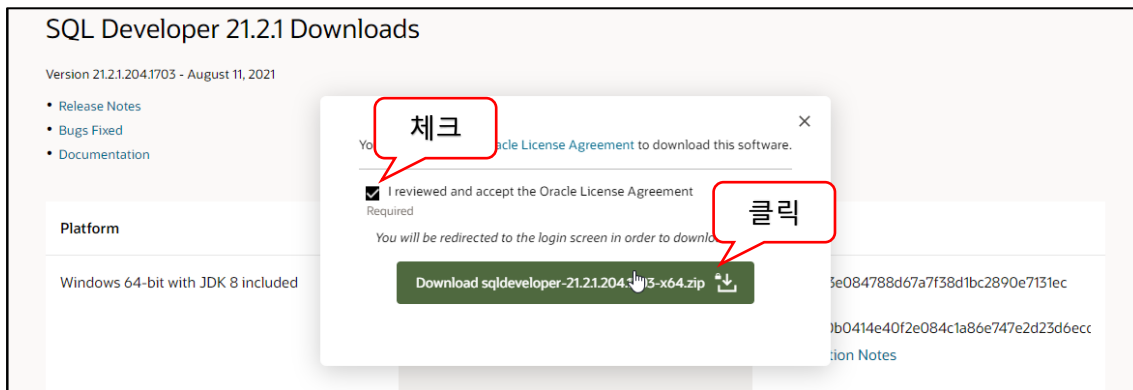 SQL Developer 21.2.1 Downloads
Version 21.2.1.204.1703 - August 11, 2021
• Release Notes
• Bugs Fixed
• Documentation
체크
×
Yo acle License Agreement to download this software.
I reviewed and accept the Oracle License Agreement
Required
클릭
You will be redirected to the login screen in order to downlo
Download sqldeveloper-21.2.1.204. 03-x64.zip
Platform
Windows 64-bit with JDK 8 included
3e084788d67a7f38d1bc2890e7131ec
0b0414e40f2e084c1a86e747e2d23d6ecc
tion Notes